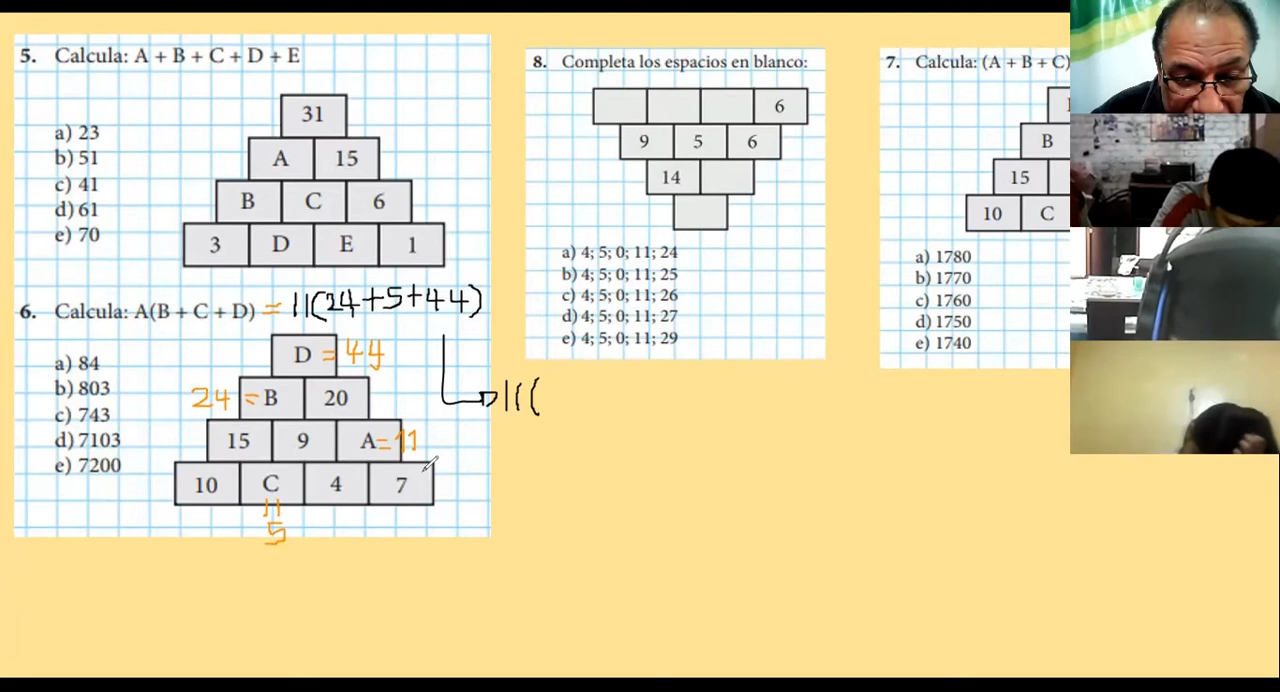 5. Calcula: A + B + C + D + E
31
a) 23
b) 51
c) 41
d) 61
e) 70
A 15
B C 6
3 D E 1
6. Calcula: A(B + C + D) = 11(24+5+44)
D = 44
a) 84
b) 803
c) 743
d) 7103
e) 7200
24 = B 20
11(
15 9 A = 11
10 C 4 7
=
5
8. Completa los espacios en blanco:
6
9 5 6
14
a) 4; 5; 0; 11; 24
b) 4; 5; 0; 11; 25
c) 4; 5; 0; 11; 26
d) 4; 5; 0; 11; 27
e) 4; 5; 0; 11; 29
7. Calcula: (A + B + C)
B
15
10 C
a) 1780
b) 1770
c) 1760
d) 1750
e) 1740